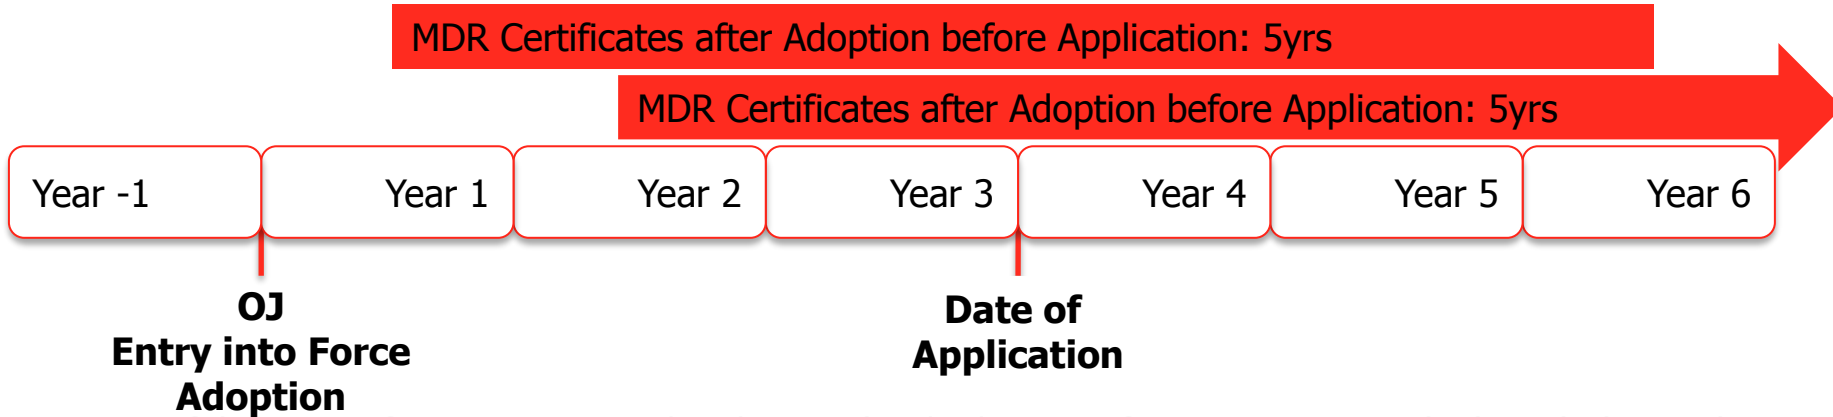 MDR Certificates after Adoption before Application: 5yrs
MDR Certificates after Adoption before Application: 5yrs
Year -1
Year 1
Year 2
Year 3
Year 4
Year 5
Year 6
OJ
Entry into Force
Adoption
Date of
Application